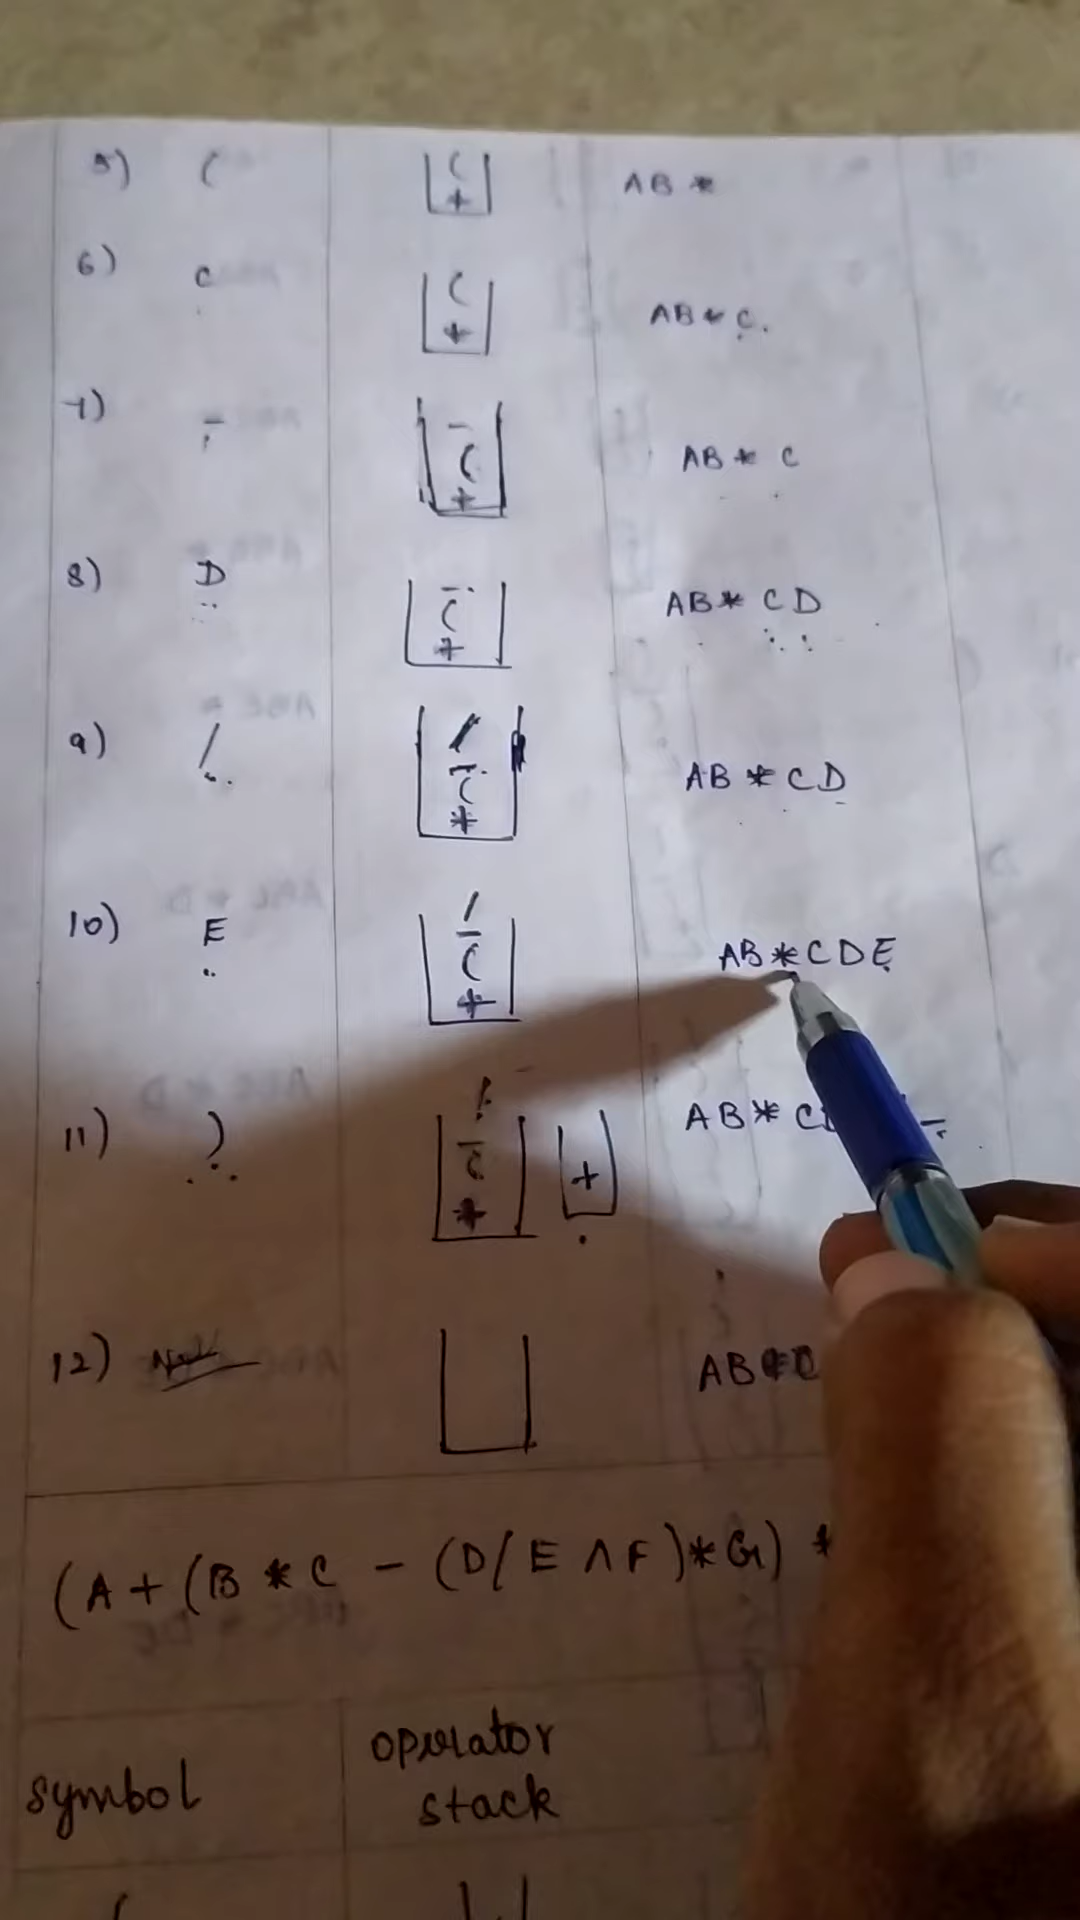 5) ( ( + AB *
6) C ( + AB * C.
7) - - ( + AB * C
8) D - ( + AB * CD
9) / / - ( + AB * CD
10) E / - ( + AB * CDE
11) ) / - ( + + AB * C
12) Null AB * C
(A + (B * C - (D / E ∧ F) * G) *
symbol operator stack
(